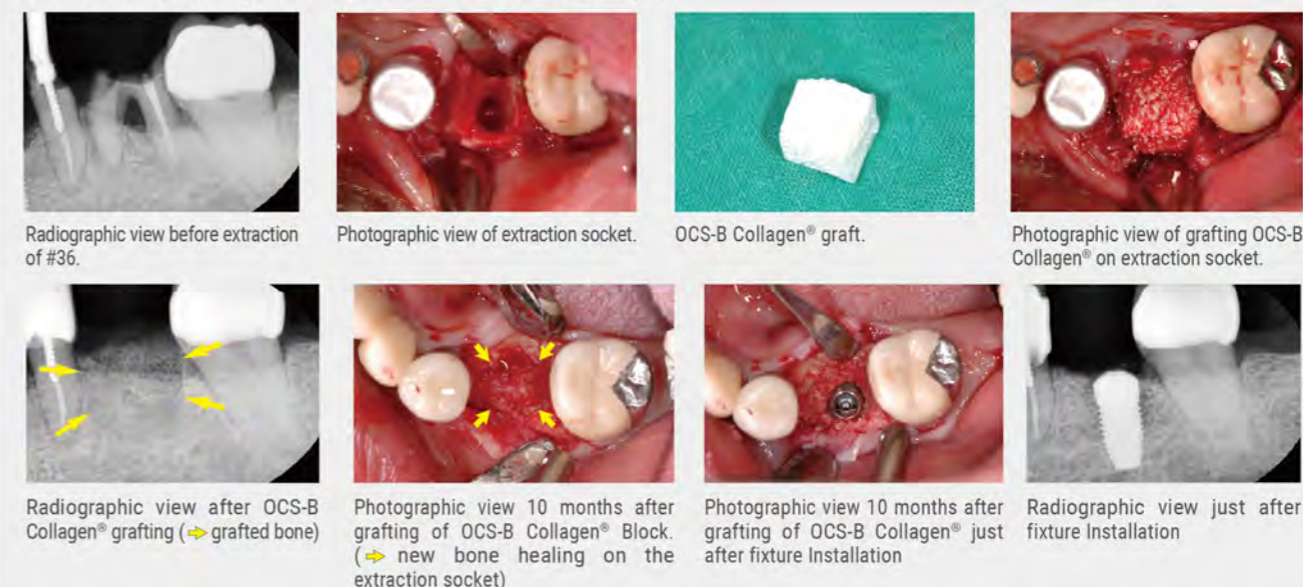 Radiographic view before extraction
of #36.
Photographic view of extraction socket.
OCS-B Collagen® graft.
Photographic view of grafting OCS-B
Collagen® on extraction socket.
Radiographic view after OCS-B
Collagen® grafting (➩ grafted bone)
Photographic view 10 months after
grafting of OCS-B Collagen® Block.
(➩ new bone healing on the
extraction socket)
Photographic view 10 months after
grafting of OCS-B Collagen® just
after fixture Installation
Radiographic view just after
fixture Installation